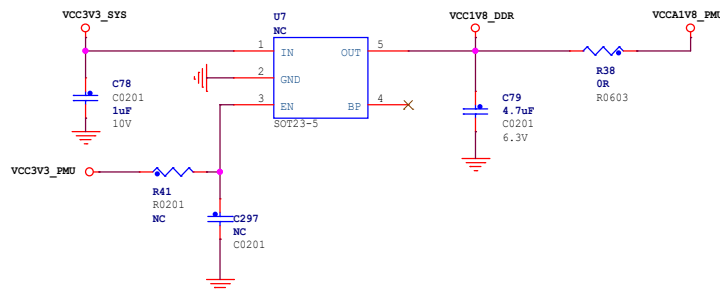 VCC3V3_SYS
U7
NC
VCC1V8_DDR
VCCA1V8_PMU
1
IN
OUT
5
2
GND
3
EN
BP
4
SOT23-5
C78
C0201
1uF
10V
C79
4.7uF
C0201
6.3V
R38
0R
R0603
VCC3V3_PMU
R41
R0201
NC
C297
NC
C0201